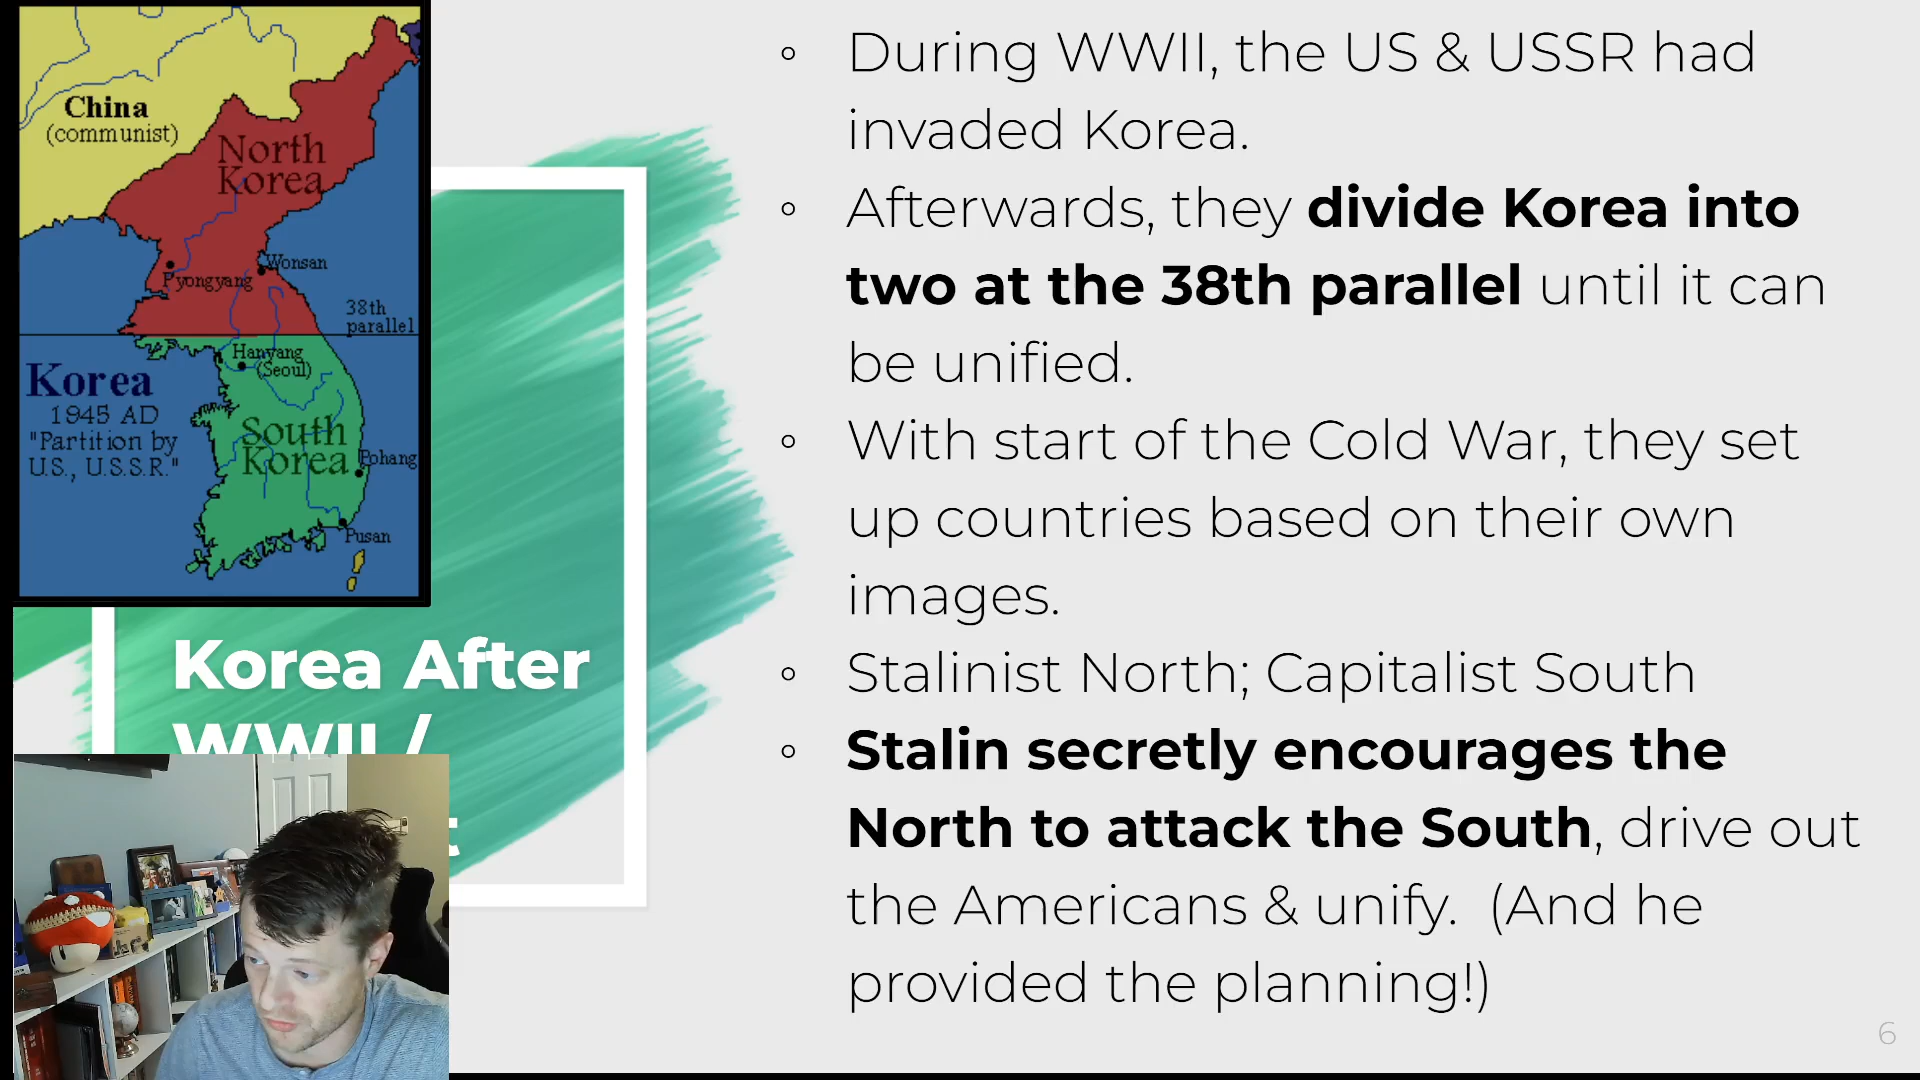 China
(communist)
North
Korea
Wonsan
Pyongyang
38th
parallel
Hanyang
(Seoul)
Korea
1945 AD
"Partition by
U.S., U.S.S.R."
South
Korea
Pohang
Pusan
Korea After
WWII /
During WWII, the US & USSR had
invaded Korea.
Afterwards, they divide Korea into
two at the 38th parallel until it can
be unified.
With start of the Cold War, they set
up countries based on their own
images.
Stalinist North; Capitalist South
Stalin secretly encourages the
North to attack the South, drive out
the Americans & unify. (And he
provided the planning!)
6